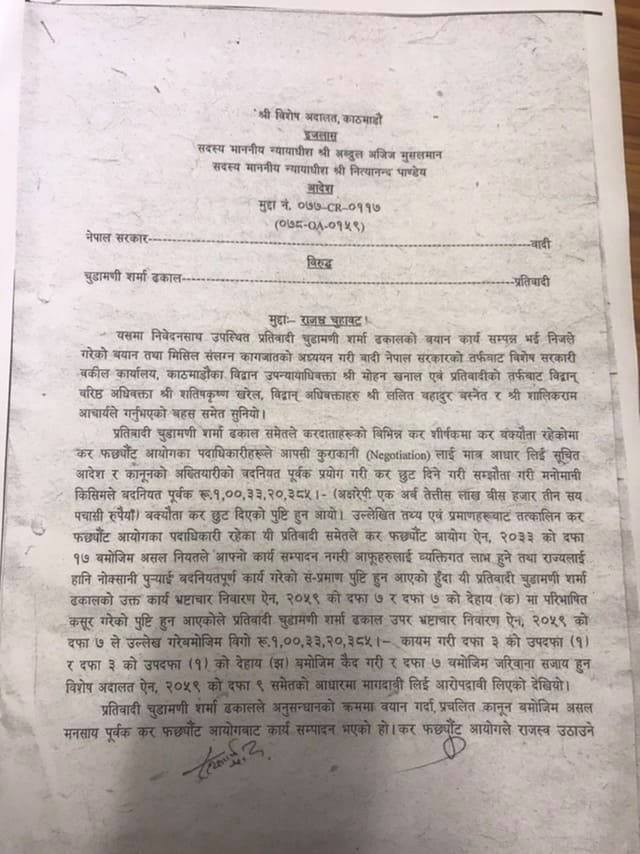 श्री विशेष अदालत, काठमाडौं
इजलास
सदस्य माननीय न्यायाधीश श्री अब्दुल अजिज मुसलमान
सदस्य माननीय न्यायाधीश श्री नित्यानन्द पाण्डेय
आदेश
मुद्दा नं. ०७७-CR-०११७
(०७८-OA-०१५९)
नेपाल सरकार------------------------------------------------------------वादी
विरुद्ध
चुडामणी शर्मा ढकाल------------------------------------------------------प्रतिवादी
मुद्दाः- राजश्व चुहावट।
यसमा निवेदनसाथ उपस्थित प्रतिवादी चुडामणी शर्मा ढकालको बयान कार्य सम्पन्न भई निजले
गरेको बयान तथा मिसिल संलग्न कागजातको अध्ययन गरी वादी नेपाल सरकारको तर्फबाट विशेष सरकारी
वकील कार्यालय, काठमाडौंका विद्वान उपन्यायाधिवक्ता श्री मोहन खनाल एवं प्रतिवादीको तर्फबाट विद्वान्
वरिष्ठ अधिवक्ता श्री शतिषकृष्ण खरेल, विद्वान् अधिवक्ताहरु श्री ललित बहादुर बस्नेत र श्री शालिकराम
आचार्यले गर्नुभएको बहस समेत सुनियो।
प्रतिवादी चुडामणी शर्मा ढकाल समेतले करदाताहरूको विभिन्न कर शीर्षकमा कर बक्यौता रहेकोमा
कर फछ्यौंट आयोगका पदाधिकारीहरूले आपसी कुराकानी (Negotiation) लाई मात्र आधार लिई सूचित
आदेश र कानूनको अख्तियारीको बदनियत पूर्वक प्रयोग गरी कर छुट दिने गरी सम्झौता गरी मनोमानी
किसिमले बदनियत पूर्वक रू.१,००,३३,२०,३८५।- (अक्षरेपी एक अर्ब तेत्तीस लाख बीस हजार तीन सय
पचासी रुपैयाँ) बक्यौता कर छुट दिएको पुष्टि हुन आयो। उल्लेखित तथ्य एवं प्रमाणहरूबाट तत्कालिन कर
फछ्यौंट आयोगका पदाधिकारी रहेका यी प्रतिवादी समेतले कर फछ्यौंट आयोग ऐन, २०३३ को दफा
१७ बमोजिम असल नियतले आफ्नो कार्य सम्पादन नगरी आफूहरुलाई व्यक्तिगत लाभ हुने तथा राज्यलाई
हानि नोक्सानी पुर्‍याई बदनियतपूर्ण कार्य गरेको सं-प्रमाण पुष्टि हुन आएको हुँदा यी प्रतिवादी चुडामणी शर्मा
ढकालको उक्त कार्य भ्रष्टाचार निवारण ऐन, २०५९ को दफा ७ र दफा ७ को देहाय (क) मा परिभाषित
कसूर गरेको पुष्टि हुन आएकोले प्रतिवादी चुडामणी शर्मा ढकाल उपर भ्रष्टाचार निवारण ऐन, २०५९ को
दफा ७ ले उल्लेख गरेबमोजिम विगो रू.१,००,३३,२०,३८५।- कायम गरी दफा ३ को उपदफा (१)
र दफा ३ को उपदफा (१) को देहाय (झ) बमोजिम कैद गरी र दफा ७ बमोजिम जरिवाना सजाय हुन
विशेष अदालत ऐन, २०५९ को दफा ९ समेतको आधारमा मागदावी लिई आरोपदावी लिएको देखियो।
प्रतिवादी चुडामणी शर्मा ढकालले अनुसन्धानको क्रममा बयान गर्दा,प्रचलित कानून बमोजिम असल
मनसाय पूर्वक कर फछ्यौंट आयोगबाट कार्य सम्पादन भएको हो।कर फछ्यौंट आयोगले राजस्व उठाउने